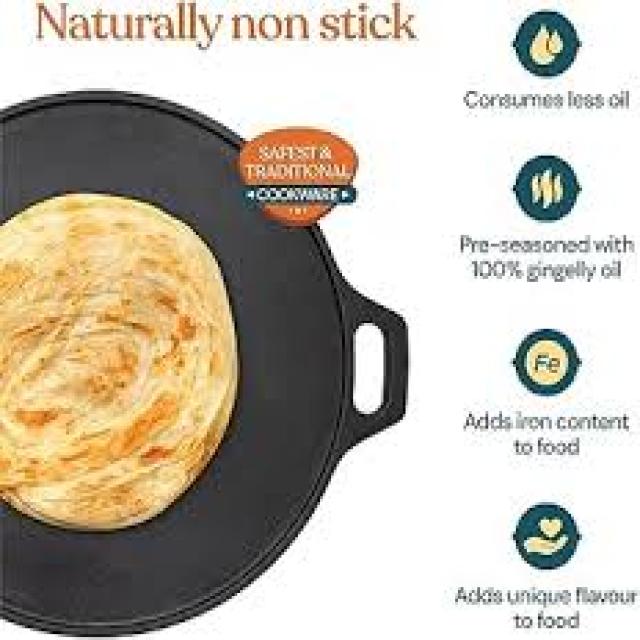 Naturally non stick
SAFEST &
TRADITIONAL
COOKWARE
Consumes less oil
Pre-seasoned with
100% gingelly oil
Fe
Adds iron content
to food
Adds unique flavour
to food